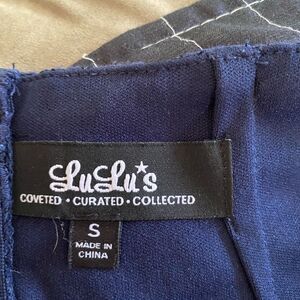 LuLu*s
COVETED • CURATED • COLLECTED
S
MADE IN
CHINA